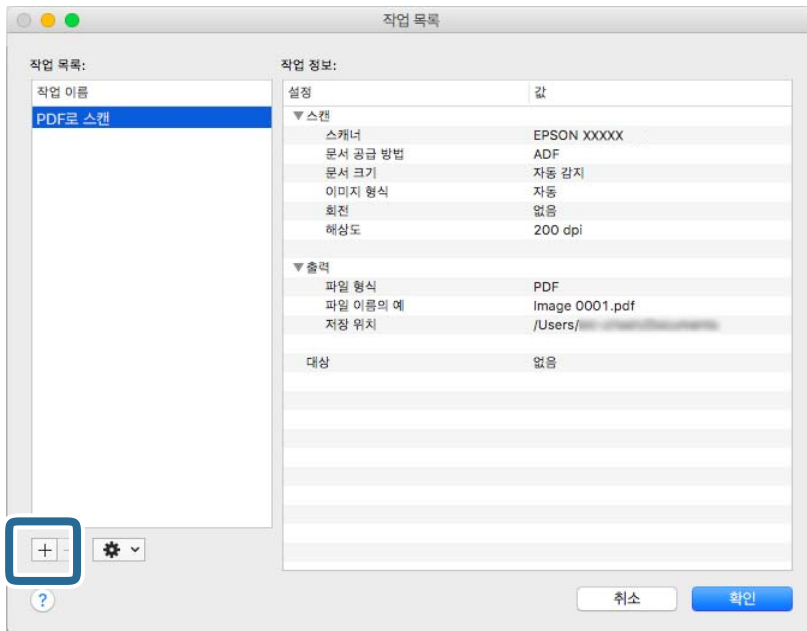 작업 목록
작업 목록:
작업 이름
PDF로 스캔
작업 정보:
설정 값
▼스캔
스캐너 EPSON XXXXX
문서 공급 방법 ADF
문서 크기 자동 감지
이미지 형식 자동
회전 없음
해상도 200 dpi
▼출력
파일 형식 PDF
파일 이름의 예 Image 0001.pdf
저장 위치 /Users/
대상 없음
+
?
취소 확인